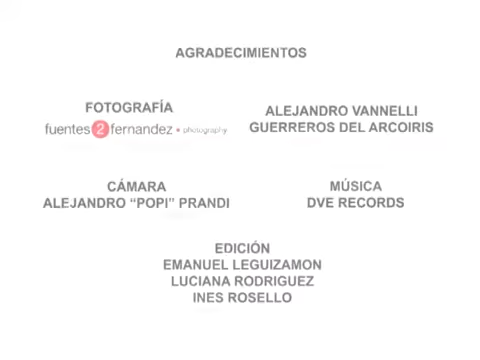 AGRADECIMIENTOS
FOTOGRAFÍA
fuentes 2 fernandez • photography
ALEJANDRO VANNELLI
GUERREROS DEL ARCOIRIS
CÁMARA
ALEJANDRO “POPI” PRANDI
MÚSICA
DVE RECORDS
EDICIÓN
EMANUEL LEGUIZAMON
LUCIANA RODRIGUEZ
INES ROSELLO